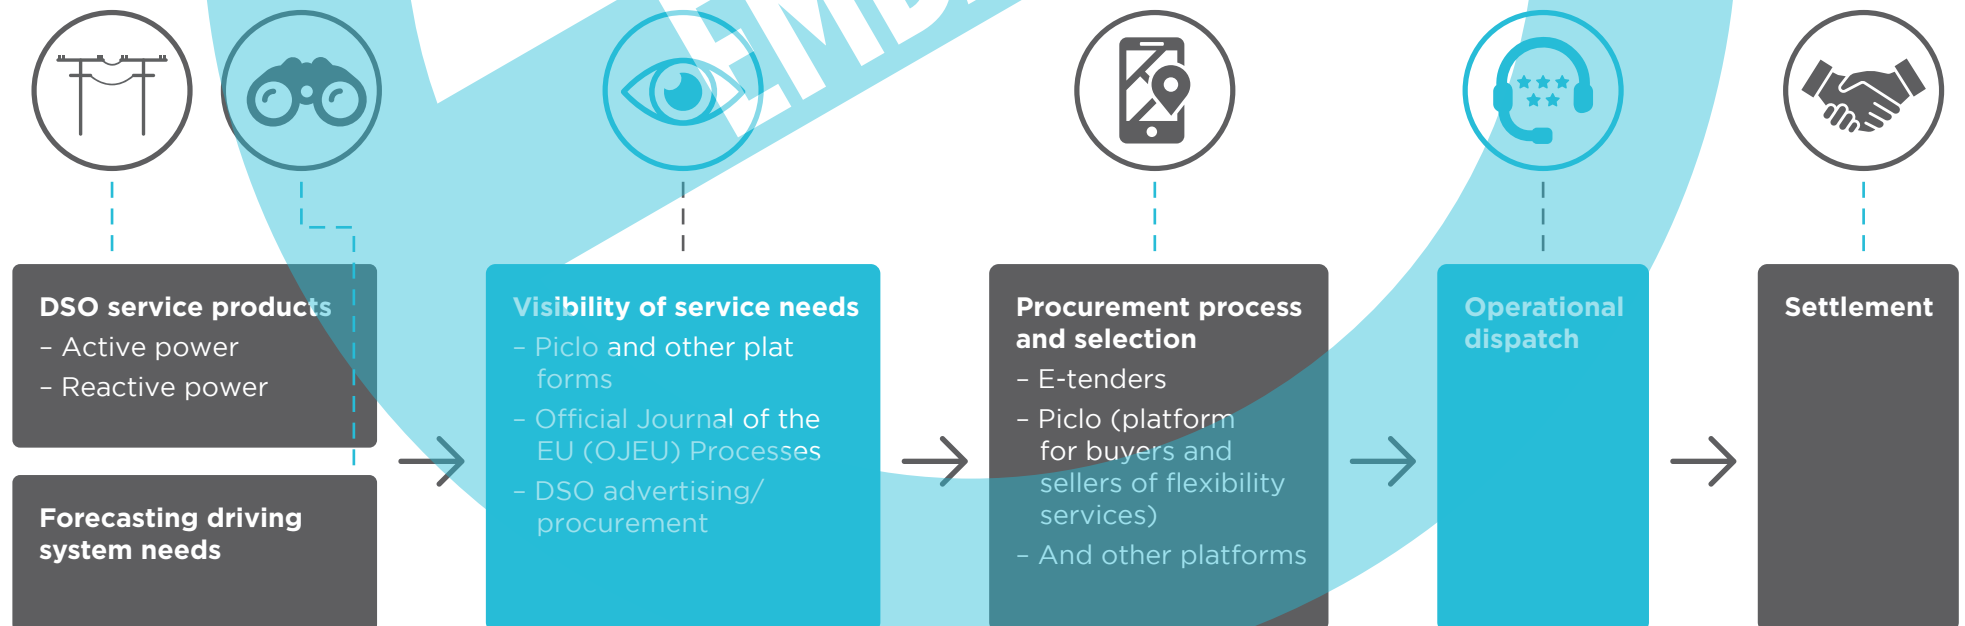 DSO service products
– Active power
– Reactive power
Forecasting driving
system needs
Visibility of service needs
– Piclo and other plat
forms
– Official Journal of the
EU (OJEU) Processes
– DSO advertising/
procurement
Procurement process
and selection
– E-tenders
– Piclo (platform
for buyers and
sellers of flexibility
services)
– And other platforms
Operational
dispatch
Settlement